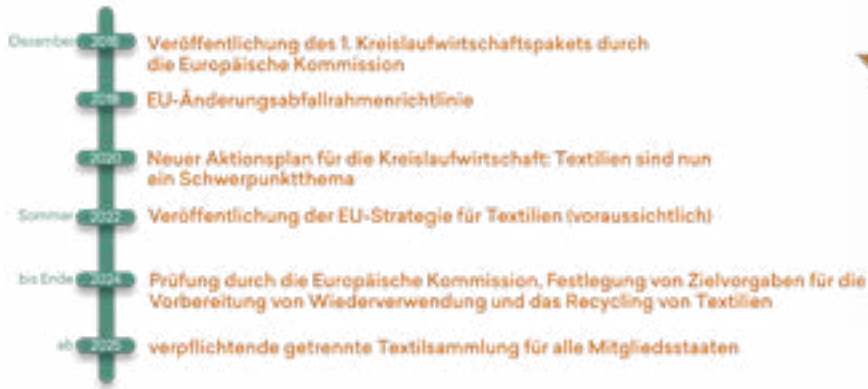 Dezember 2015 Veröffentlichung des 1. Kreislaufwirtschaftspakets durch
die Europäische Kommission
2018 EU-Änderungsabfallrahmenrichtlinie
2020 Neuer Aktionsplan für die Kreislaufwirtschaft: Textilien sind nun
ein Schwerpunktthema
Sommer 2022 Veröffentlichung der EU-Strategie für Textilien (voraussichtlich)
bis Ende 2024 Prüfung durch die Europäische Kommission, Festlegung von Zielvorgaben für die
Vorbereitung von Wiederverwendung und das Recycling von Textilien
ab 2025 verpflichtende getrennte Textilsammlung für alle Mitgliedsstaaten